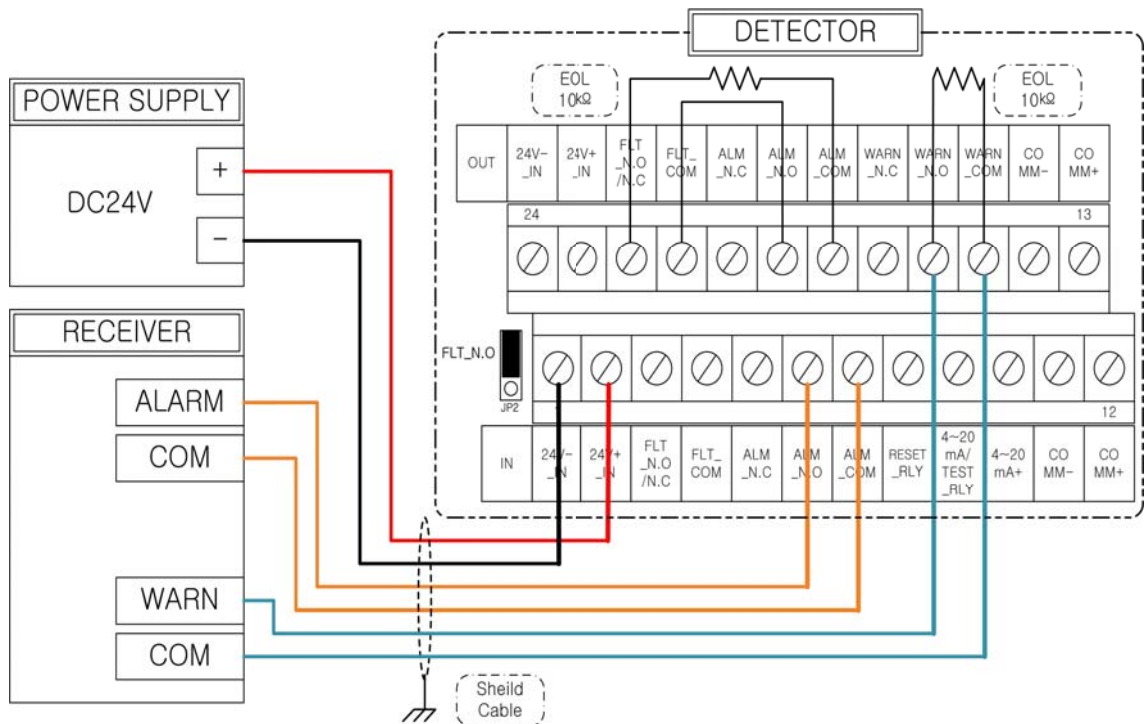 DETECTOR
POWER SUPPLY
+
DC24V
−
RECEIVER
ALARM
COM
WARN
COM
EOL
10kΩ
EOL
10kΩ
OUT
24V-
_IN
24V+
_IN
FLT
_N.O
/N.C
FLT_
COM
ALM
_N.C
ALM
_N.O
ALM
_COM
WARN
_N.C
WARN
_N.O
WARN
_COM
CO
MM-
CO
MM+
24
13
FLT_N.O
JP2
12
IN
24V-
_IN
24V+
_IN
FLT
_N.O
/N.C
FLT_
COM
ALM
_N.C
ALM
_N.O
ALM
_COM
RESET
_RLY
4~20
mA/
TEST
_RLY
4~20
mA+
CO
MM-
CO
MM+
Sheild
Cable